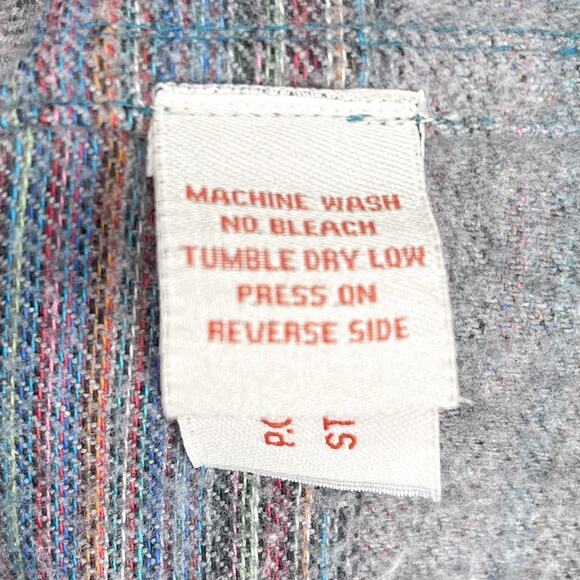 MACHINE WASH
NO BLEACH
TUMBLE DRY LOW
PRESS ON
REVERSE SIDE